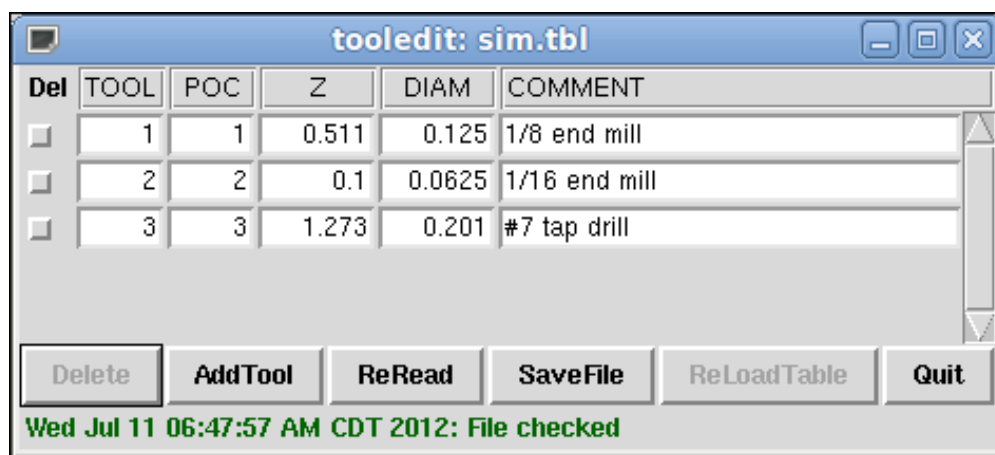 tooledit: sim.tbl
Del TOOL POC Z DIAM COMMENT
1 1 0.511 0.125 1/8 end mill
2 2 0.1 0.0625 1/16 end mill
3 3 1.273 0.201 #7 tap drill
Delete AddTool ReRead SaveFile ReLoadTable Quit
Wed Jul 11 06:47:57 AM CDT 2012: File checked